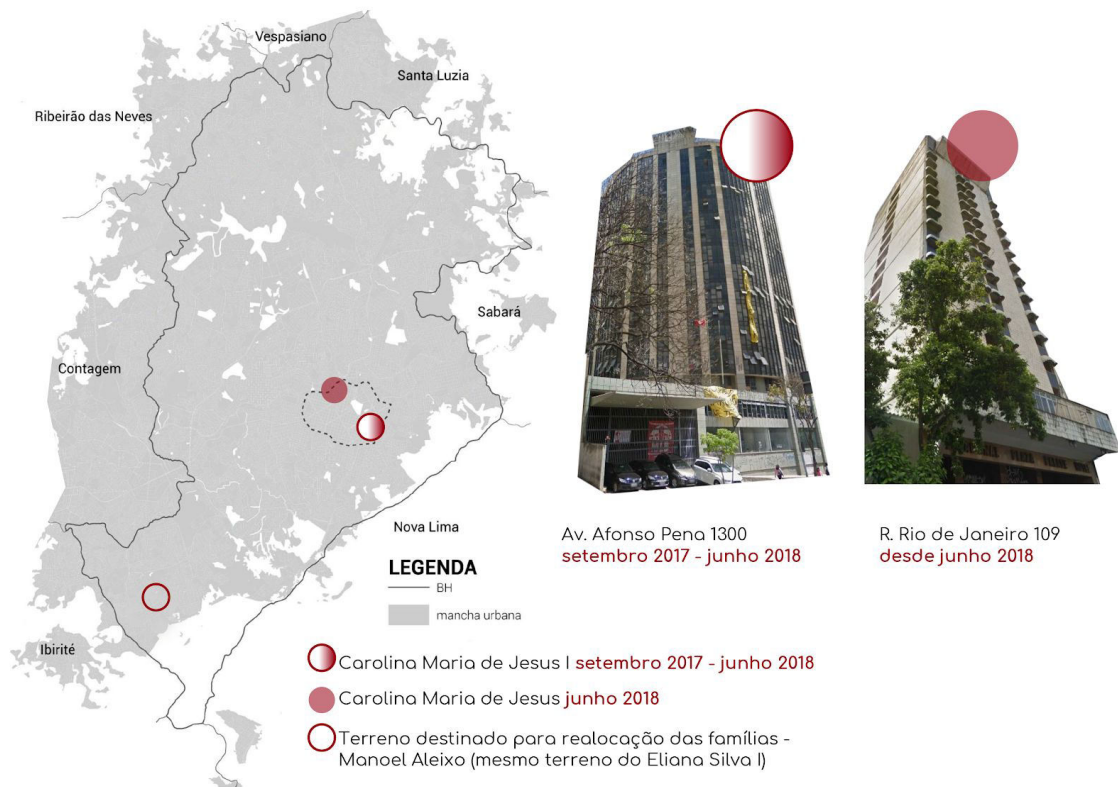 Vespasiano
Santa Luzia
Ribeirão das Neves
Sabará
Contagem
Nova Lima
Ibirité
LEGENDA
BH
mancha urbana
Av. Afonso Pena 1300
setembro 2017 - junho 2018
R. Rio de Janeiro 109
desde junho 2018
Carolina Maria de Jesus I setembro 2017 - junho 2018
Carolina Maria de Jesus junho 2018
Terreno destinado para realocação das famílias -
Manoel Aleixo (mesmo terreno do Eliana Silva I)